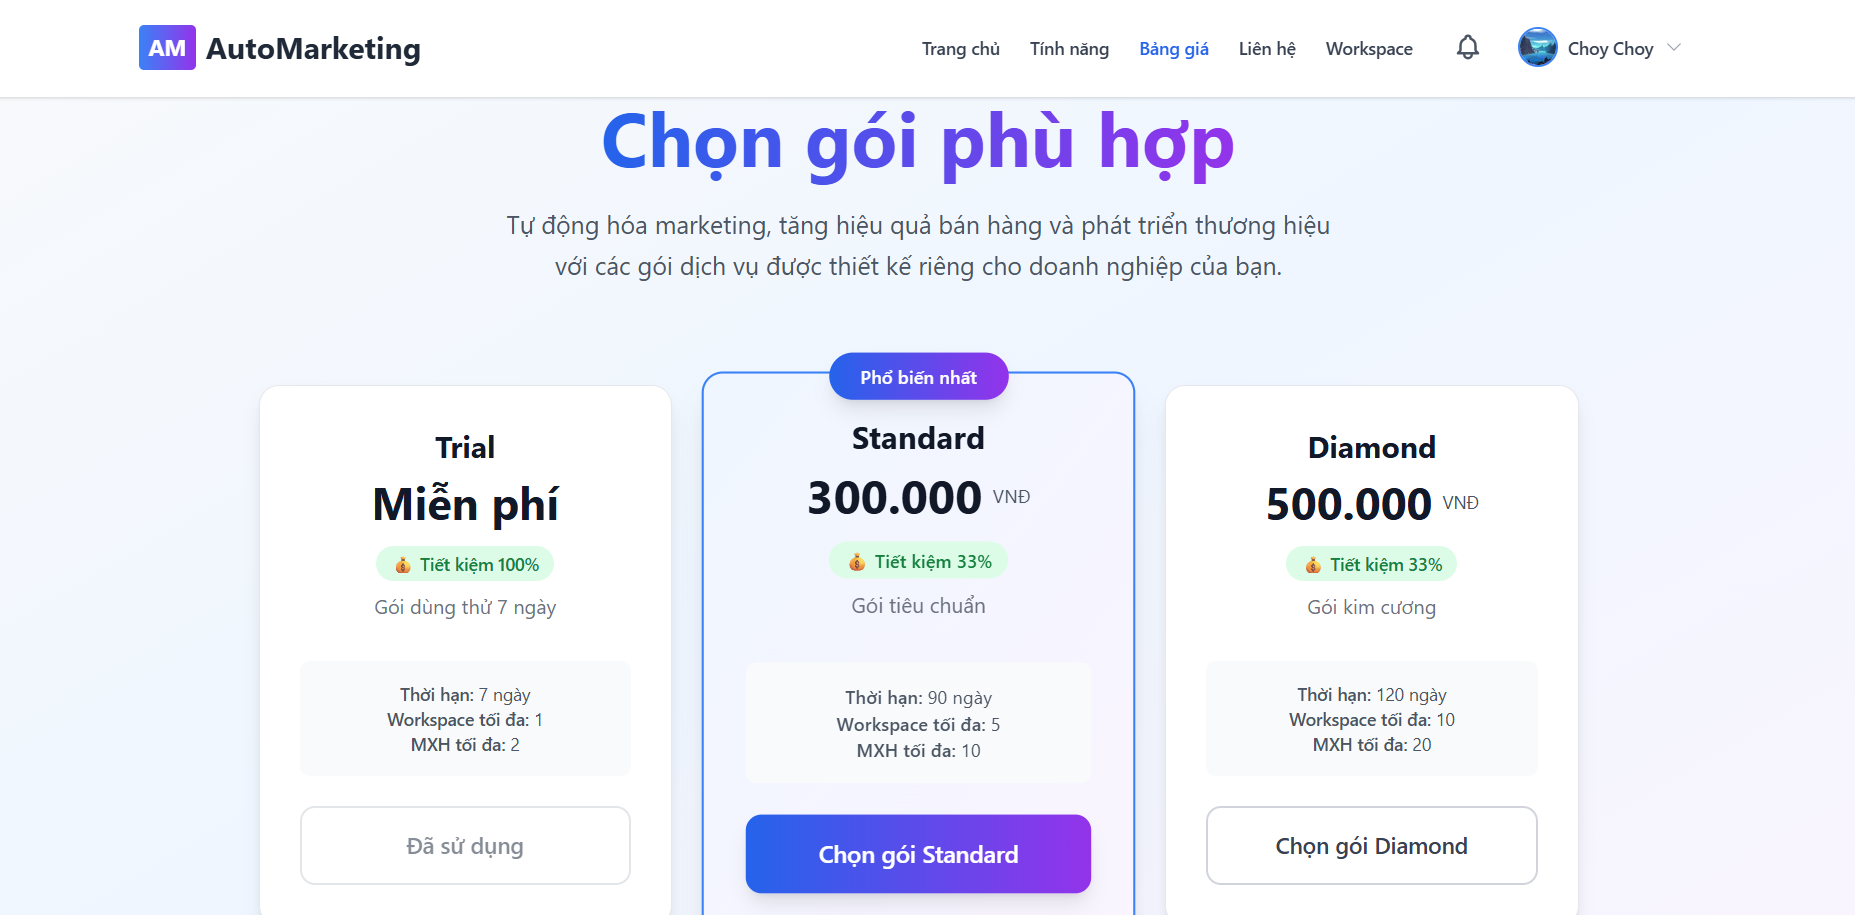 AM AutoMarketing
Trang chủ
Tính năng
Bảng giá
Liên hệ
Workspace
Choy Choy
Chọn gói phù hợp
Tự động hóa marketing, tăng hiệu quả bán hàng và phát triển thương hiệu
với các gói dịch vụ được thiết kế riêng cho doanh nghiệp của bạn.
Trial
Miễn phí
💰 Tiết kiệm 100%
Gói dùng thử 7 ngày
Thời hạn: 7 ngày
Workspace tối đa: 1
MXH tối đa: 2
Đã sử dụng
Phổ biến nhất
Standard
300.000 VNĐ
💰 Tiết kiệm 33%
Gói tiêu chuẩn
Thời hạn: 90 ngày
Workspace tối đa: 5
MXH tối đa: 10
Chọn gói Standard
Diamond
500.000 VNĐ
💰 Tiết kiệm 33%
Gói kim cương
Thời hạn: 120 ngày
Workspace tối đa: 10
MXH tối đa: 20
Chọn gói Diamond